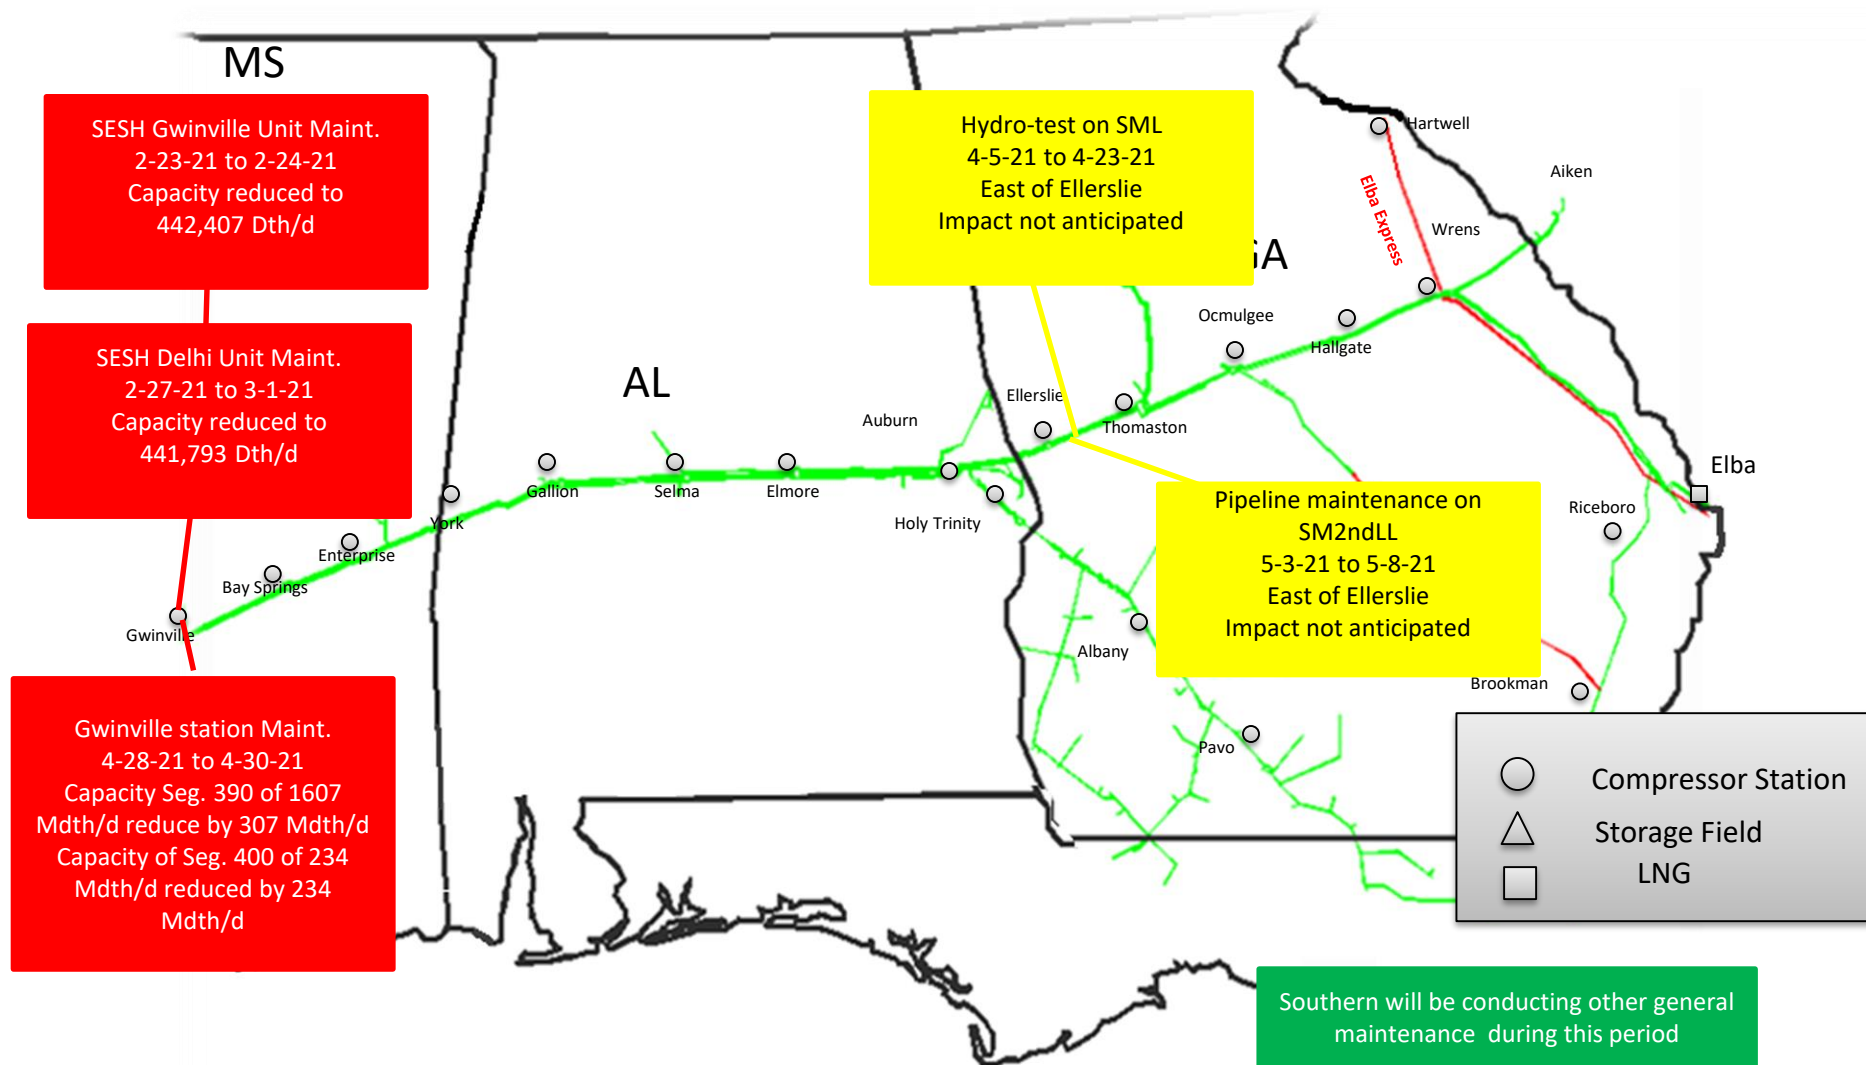 MS
SESH Gwinville Unit Maint.
2-23-21 to 2-24-21
Capacity reduced to
442,407 Dth/d
SESH Delhi Unit Maint.
2-27-21 to 3-1-21
Capacity reduced to
441,793 Dth/d
Gwinville station Maint.
4-28-21 to 4-30-21
Capacity Seg. 390 of 1607
Mdth/d reduce by 307 Mdth/d
Capacity of Seg. 400 of 234
Mdth/d reduced by 234
Mdth/d
Hydro-test on SML
4-5-21 to 4-23-21
East of Ellerslie
Impact not anticipated
GA
AL
Hartwell
Aiken
Elba Express
Wrens
Ocmulgee
Hallgate
Ellerslie
Thomaston
Auburn
Gallion
Selma
Elmore
Holy Trinity
York
Enterprise
Bay Springs
Gwinville
Elba
Riceboro
Pipeline maintenance on
SM2ndLL
5-3-21 to 5-8-21
East of Ellerslie
Impact not anticipated
Albany
Brookman
Pavo
Compressor Station
Storage Field
LNG
Southern will be conducting other general
maintenance during this period